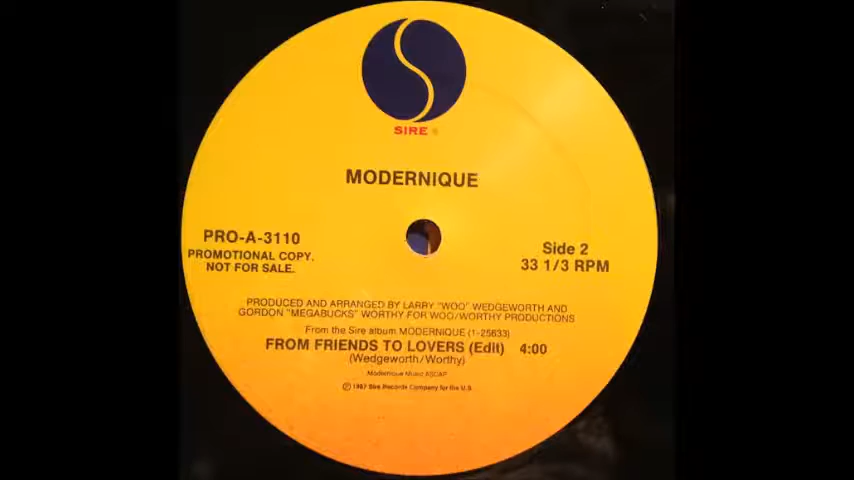 SIRE ®
MODERNIQUE
PRO-A-3110
PROMOTIONAL COPY.
NOT FOR SALE.
Side 2
33 1/3 RPM
PRODUCED AND ARRANGED BY LARRY "WOO" WEDGEWORTH AND
GORDON "MEGABUCKS" WORTHY FOR WOO/WORTHY PRODUCTIONS
From the Sire album MODERNIQUE (1-25633)
FROM FRIENDS TO LOVERS (Edit) 4:00
(Wedgeworth/Worthy)
Modernique Music ASCAP
℗ 1987 Sire Records Company for the U.S.